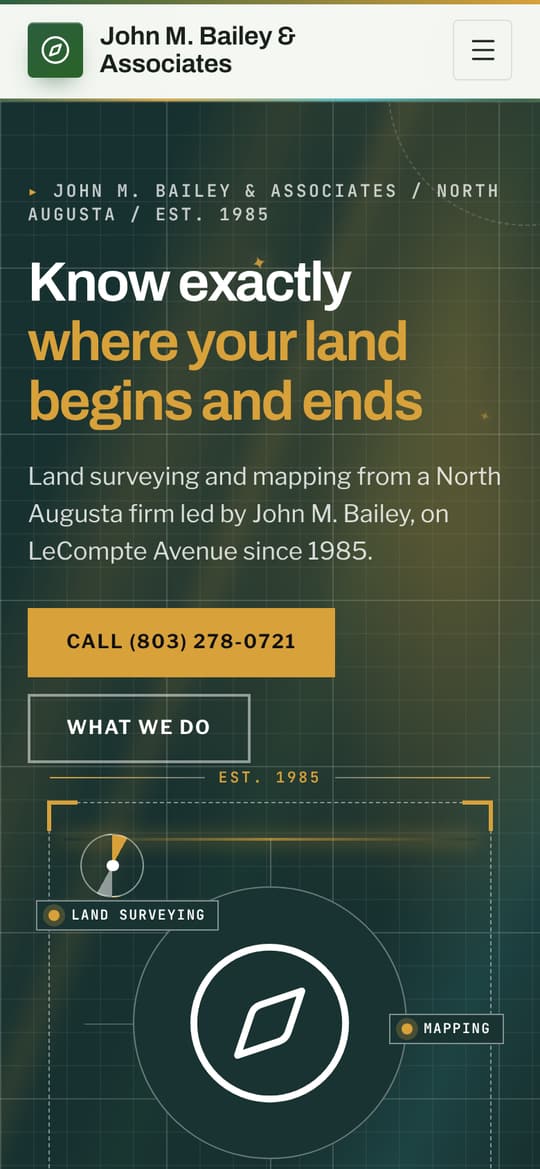 John M. Bailey &
Associates
▸ JOHN M. BAILEY & ASSOCIATES / NORTH
AUGUSTA / EST. 1985
Know exactly
where your land
begins and ends
Land surveying and mapping from a North
Augusta firm led by John M. Bailey, on
LeCompte Avenue since 1985.
CALL (803) 278-0721
WHAT WE DO
EST. 1985
LAND SURVEYING
MAPPING